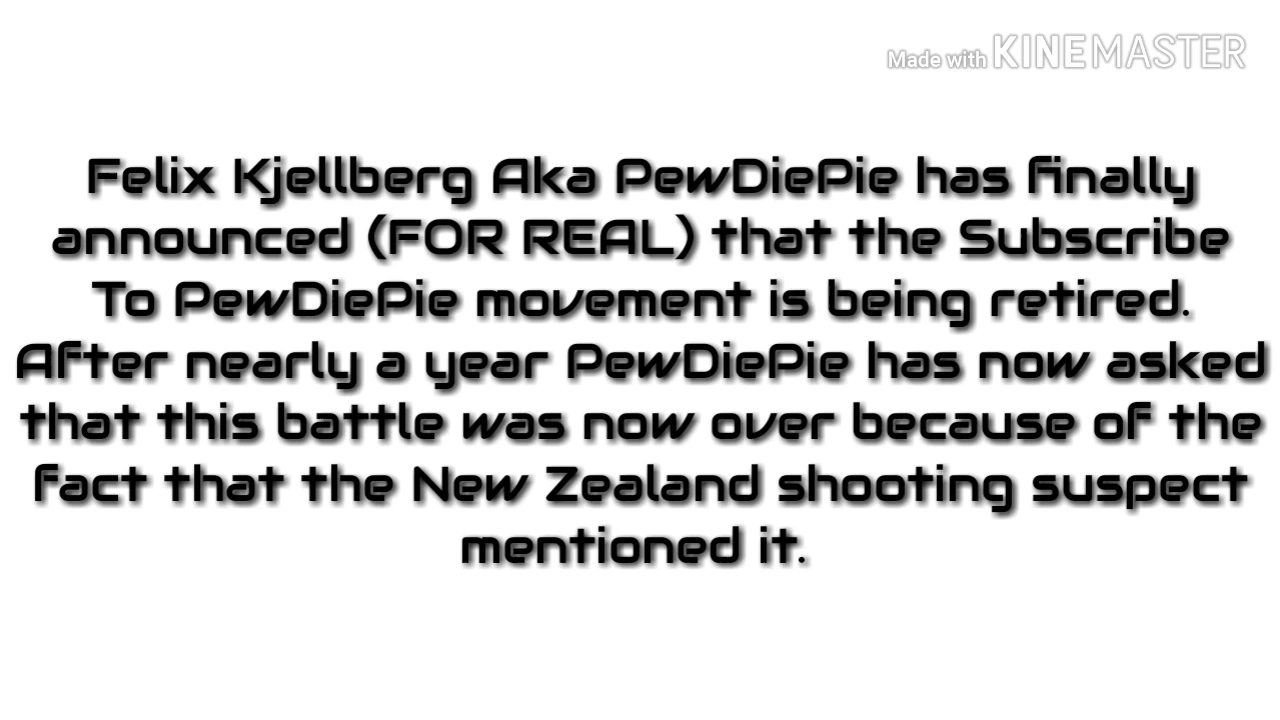 Made with KINEMASTER
Felix Kjellberg Aka PewDiePie has finally
announced (FOR REAL) that the Subscribe
To PewDiePie movement is being retired.
After nearly a year PewDiePie has now asked
that this battle was now over because of the
fact that the New Zealand shooting suspect
mentioned it.